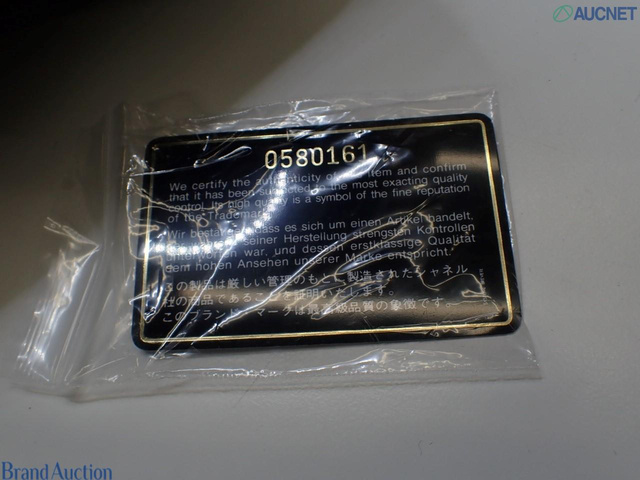 AUCNET
0580161
We certify the authenticity of item and confirm
that it has been subjected to the most exacting quality
control. Its high quality is a symbol of the fine reputation
of the Trademark
Wir bestätigen, dass es sich um einen Artikel handelt,
der seiner Herstellung strengsten Kontrollen
unterworfen war, und dessen erstklassige Qualität
dem hohen Ansehen unserer Marke entspricht.
この製品は厳しい管理のもとに製造されたシャネル
社の商品であることを証明いたします。
このブランド マークは最高級品質の象徴です。
Brand Auction